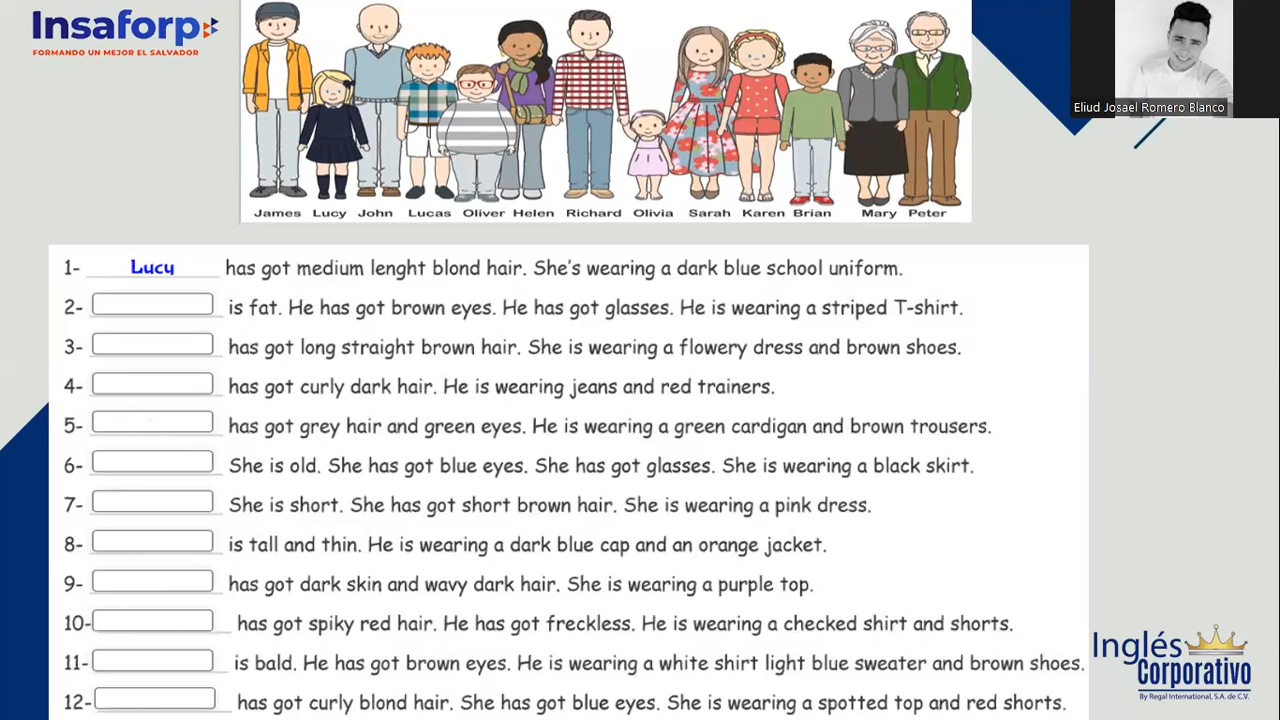 Insaforp
FORMANDO UN MEJOR EL SALVADOR
Eliud Josael Romero Blanco
James Lucy John Lucas Oliver Helen Richard Olivia Sarah Karen Brian Mary Peter
1- Lucy has got medium lenght blond hair. She's wearing a dark blue school uniform.
2- is fat. He has got brown eyes. He has got glasses. He is wearing a striped T-shirt.
3- has got long straight brown hair. She is wearing a flowery dress and brown shoes.
4- has got curly dark hair. He is wearing jeans and red trainers.
5- has got grey hair and green eyes. He is wearing a green cardigan and brown trousers.
6- She is old. She has got blue eyes. She has got glasses. She is wearing a black skirt.
7- She is short. She has got short brown hair. She is wearing a pink dress.
8- is tall and thin. He is wearing a dark blue cap and an orange jacket.
9- has got dark skin and wavy dark hair. She is wearing a purple top.
10- has got spiky red hair. He has got freckless. He is wearing a checked shirt and shorts.
11- is bald. He has got brown eyes. He is wearing a white shirt light blue sweater and brown shoes.
12- has got curly blond hair. She has got blue eyes. She is wearing a spotted top and red shorts.
Inglés
Corporativo
By Regal International, S.A. de C.V.